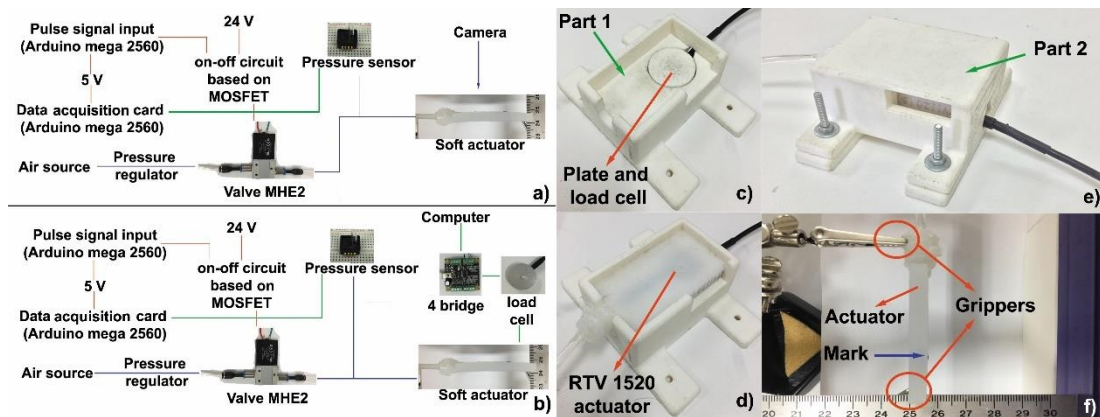 Pulse signal input
(Arduino mega 2560)
24 V
on-off circuit
based on
MOSFET
5 V
Data acquisition card
(Arduino mega 2560)
Pressure sensor
Camera
Soft actuator
Air source
Pressure
regulator
Valve MHE2
a)
Pulse signal input
(Arduino mega 2560)
24 V
on-off circuit
based on
MOSFET
5 V
Data acquisition card
(Arduino mega 2560)
Pressure sensor
Computer
4 bridge
load
cell
Soft actuator
Air source
Pressure
regulator
Valve MHE2
b)
Part 1
Plate and
load cell
c)
RTV 1520
actuator
d)
Part 2
e)
Actuator
Grippers
Mark
20 21 22 23 24 25 26 27 28 29 30
f)